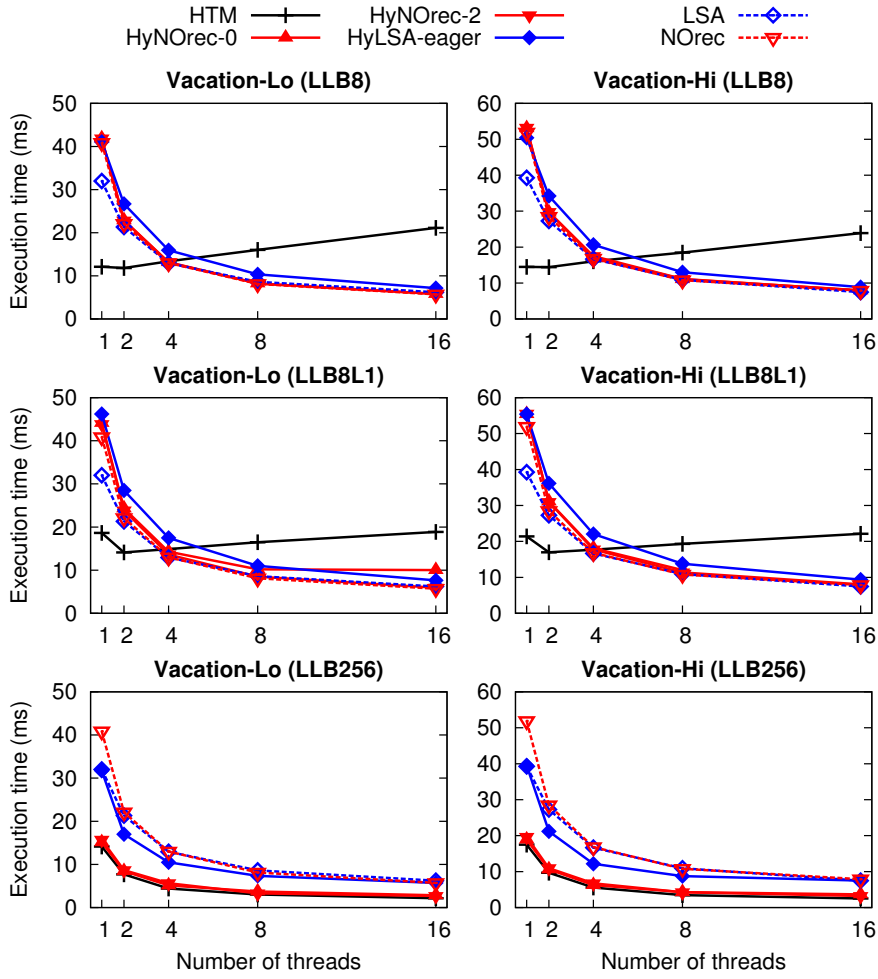 HTM HyNOrec-2 LSA
HyNOrec-0 HyLSA-eager NOrec
Vacation-Lo (LLB8) Vacation-Hi (LLB8)
Execution time (ms)
50 60
40 50
30 40
20 30
10 20
0 10
0
1 2 4 8 16 1 2 4 8 16
Vacation-Lo (LLB8L1) Vacation-Hi (LLB8L1)
Execution time (ms)
50 60
40 50
30 40
20 30
10 20
0 10
0
1 2 4 8 16 1 2 4 8 16
Vacation-Lo (LLB256) Vacation-Hi (LLB256)
Execution time (ms)
50 60
40 50
30 40
20 30
10 20
0 10
0
1 2 4 8 16 1 2 4 8 16
Number of threads Number of threads